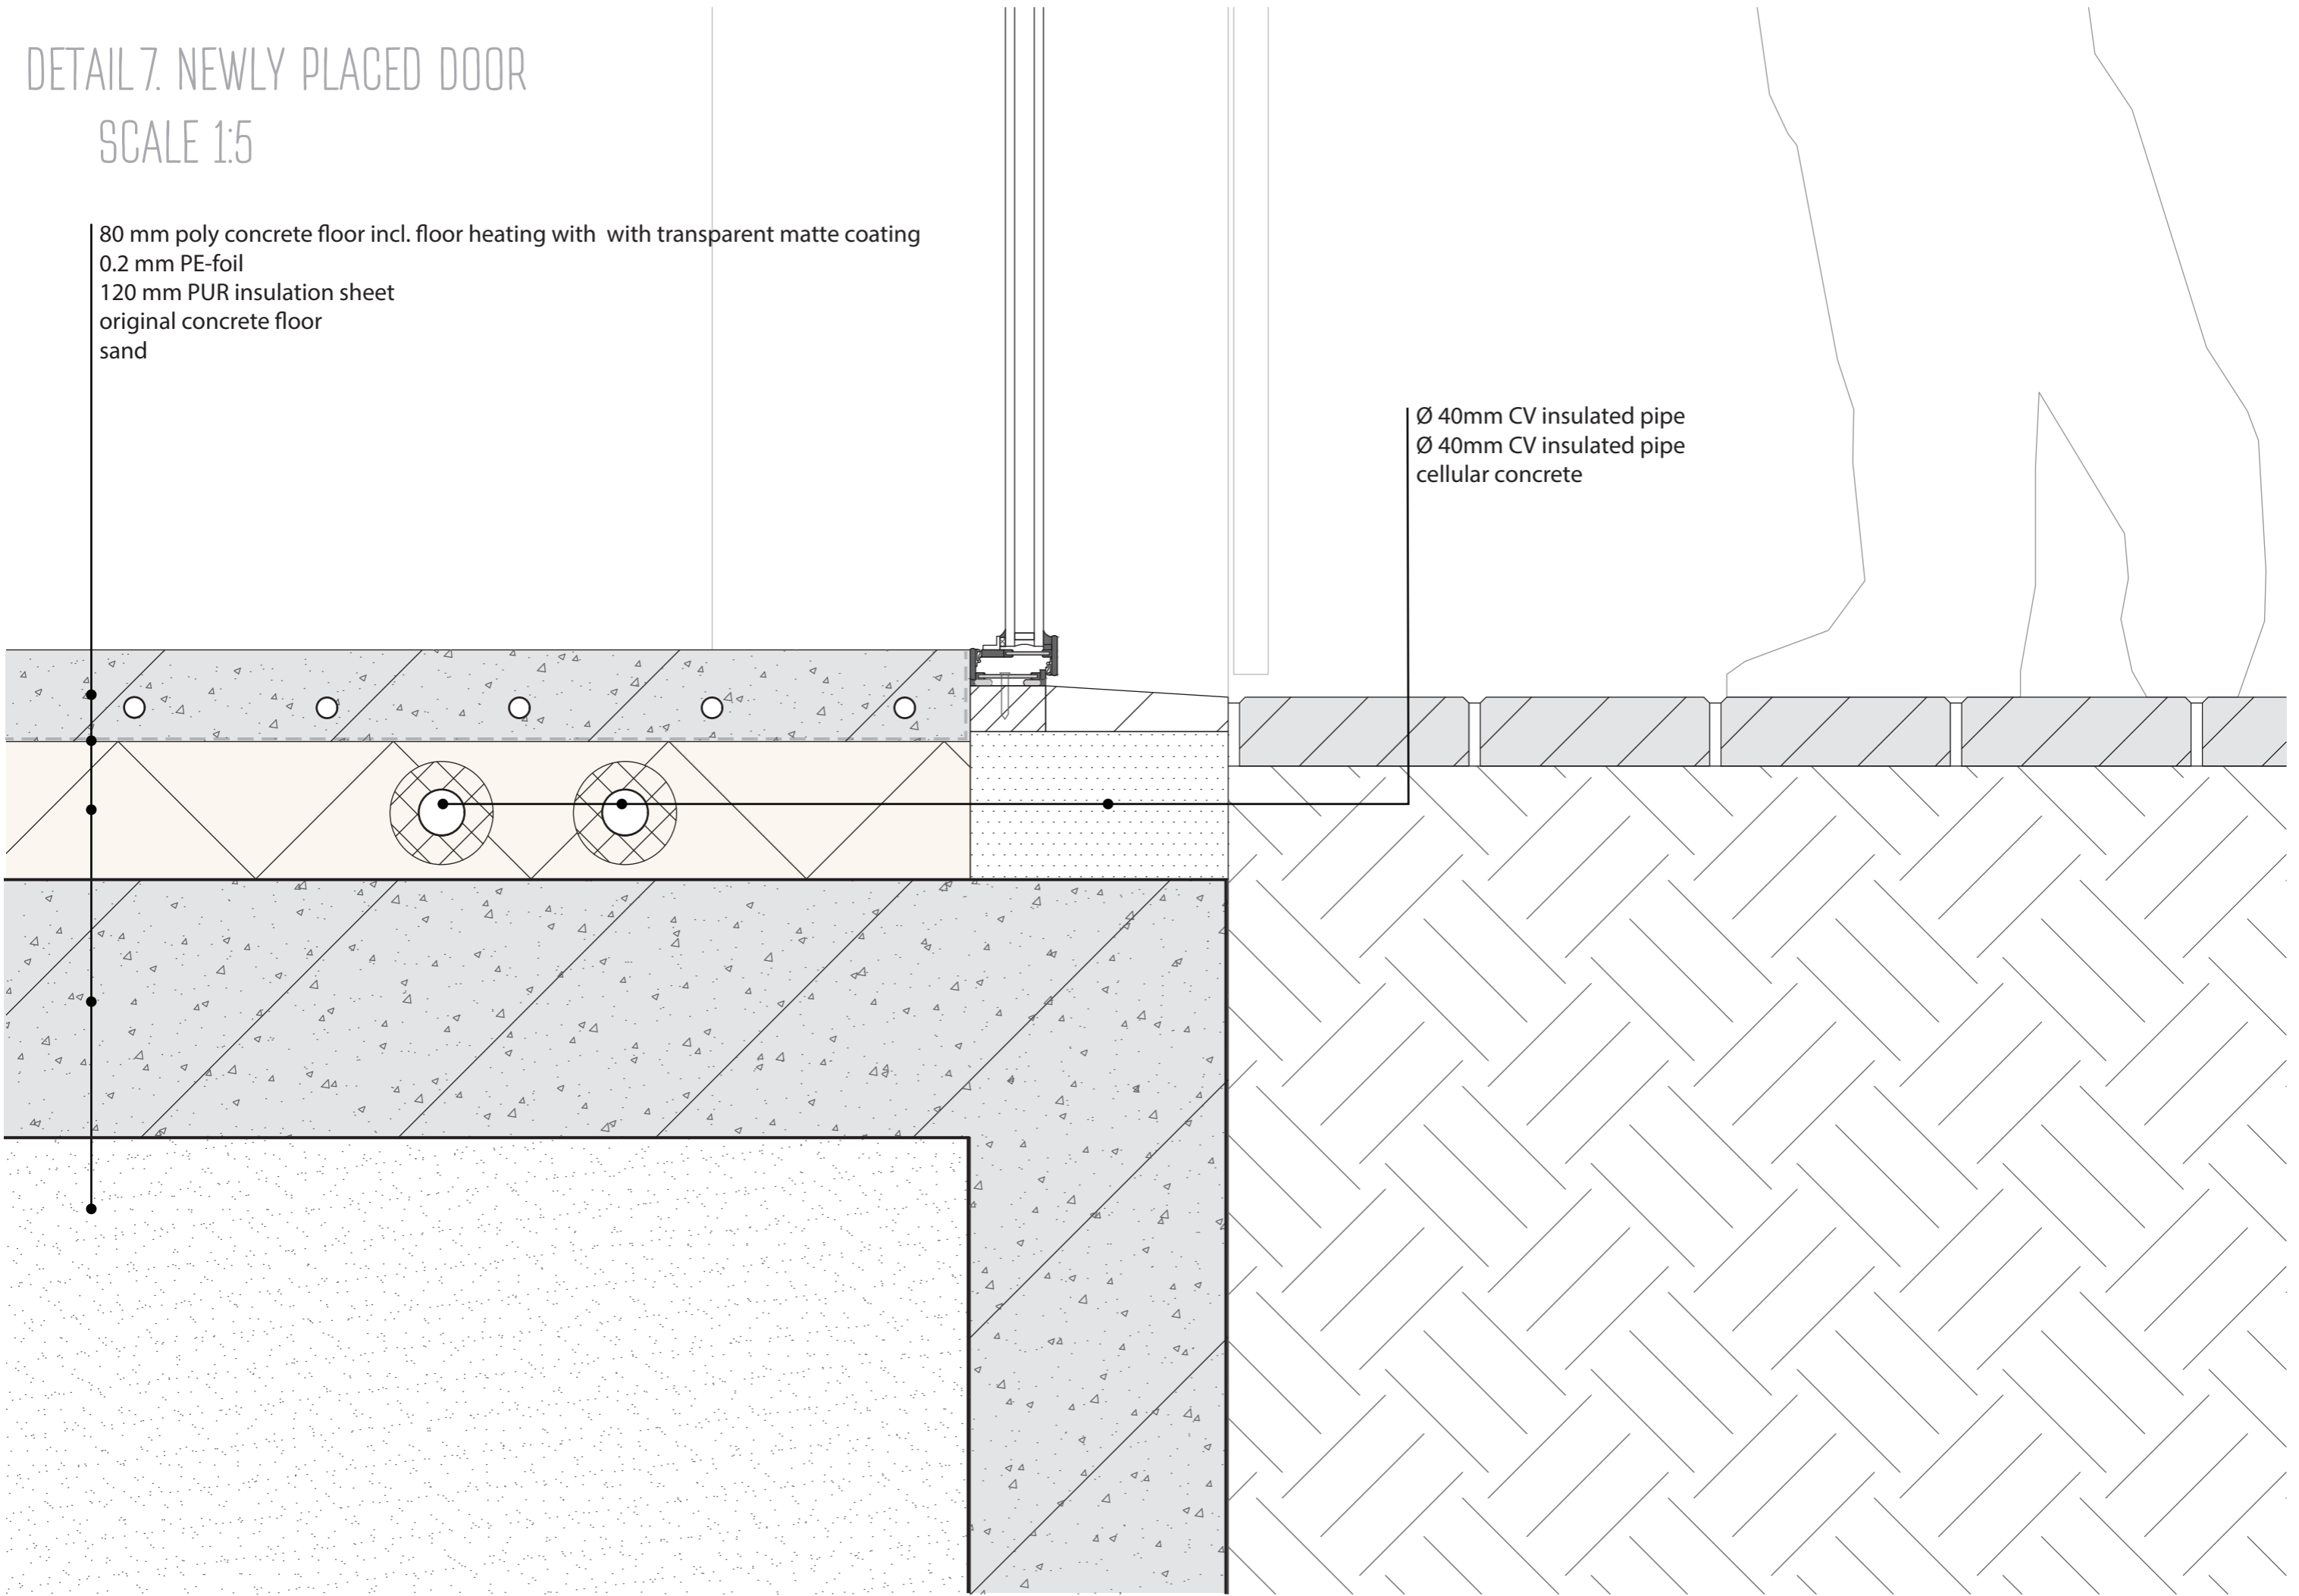 DETAIL 7. NEWLY PLACED DOOR
SCALE 1:5
80 mm poly concrete floor incl. floor heating with  with transparent matte coating
0.2 mm PE-foil
120 mm PUR insulation sheet
original concrete floor
sand
Ø 40mm CV insulated pipe
Ø 40mm CV insulated pipe
cellular concrete